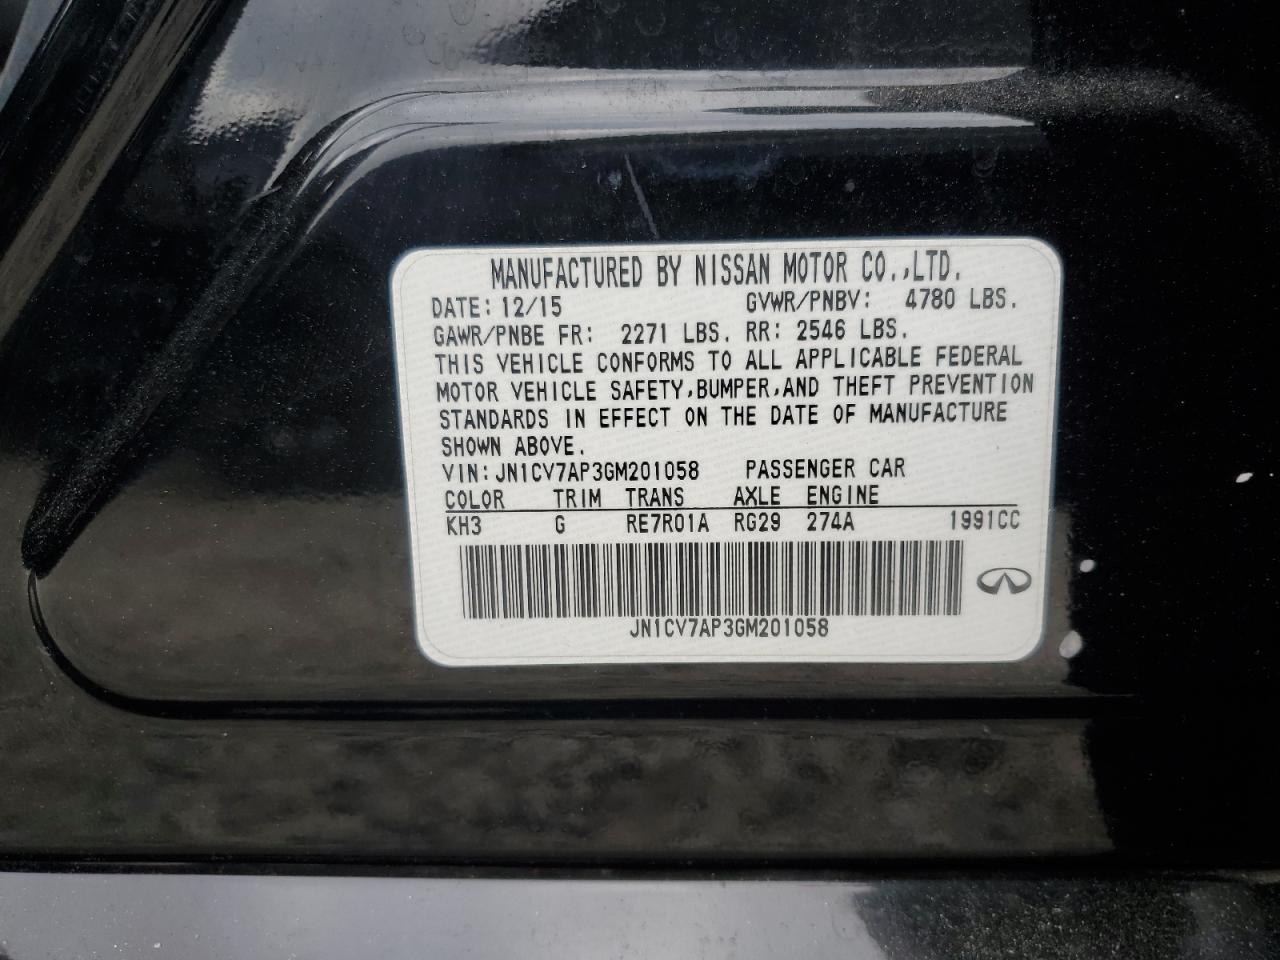 MANUFACTURED BY NISSAN MOTOR CO.,LTD.
DATE: 12/15 GVWR/PNBV: 4780 LBS.
GAWR/PNBE FR: 2271 LBS. RR: 2546 LBS.
THIS VEHICLE CONFORMS TO ALL APPLICABLE FEDERAL
MOTOR VEHICLE SAFETY,BUMPER,AND THEFT PREVENTION
STANDARDS IN EFFECT ON THE DATE OF MANUFACTURE
SHOWN ABOVE.
VIN:JN1CV7AP3GM201058 PASSENGER CAR
COLOR TRIM TRANS AXLE ENGINE
KH3 G RE7R01A RG29 274A 1991CC
JN1CV7AP3GM201058